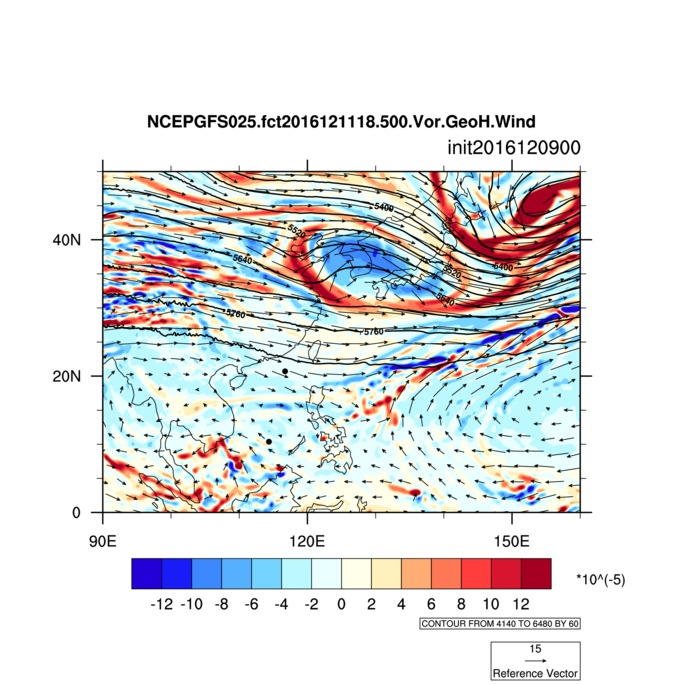 NCEPGFS025.fct2016121118.500.Vor.GeoH.Wind
init2016120900
5400
5520
40N
5640
5400
5520
5640
5760
5760
20N
0
90E 120E 150E
-12 -10 -8 -6 -4 -2 0 2 4 6 8 10 12
*10^(-5)
CONTOUR FROM 4140 TO 6480 BY 60
15
Reference Vector